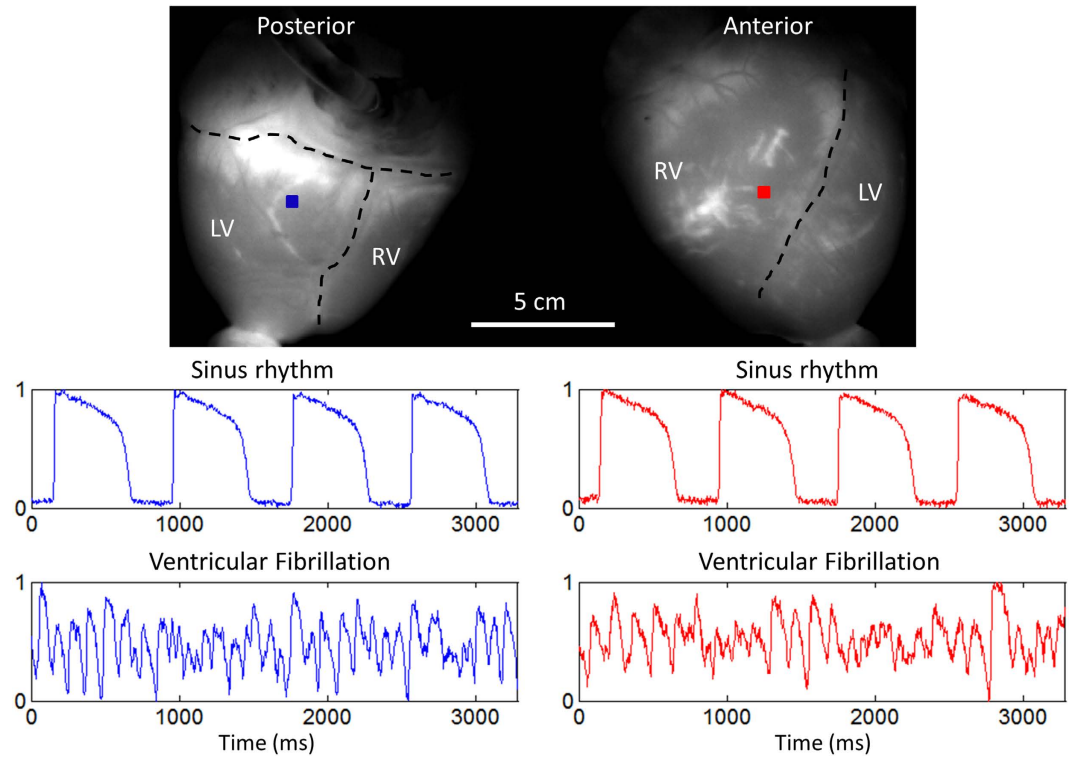 Posterior Anterior
RV
LV
LV
RV
5 cm
Sinus rhythm Sinus rhythm
1 1
0 0
0 1000 2000 3000 0 1000 2000 3000
Ventricular Fibrillation Ventricular Fibrillation
1 1
0 0
0 1000 2000 3000 0 1000 2000 3000
Time (ms) Time (ms)